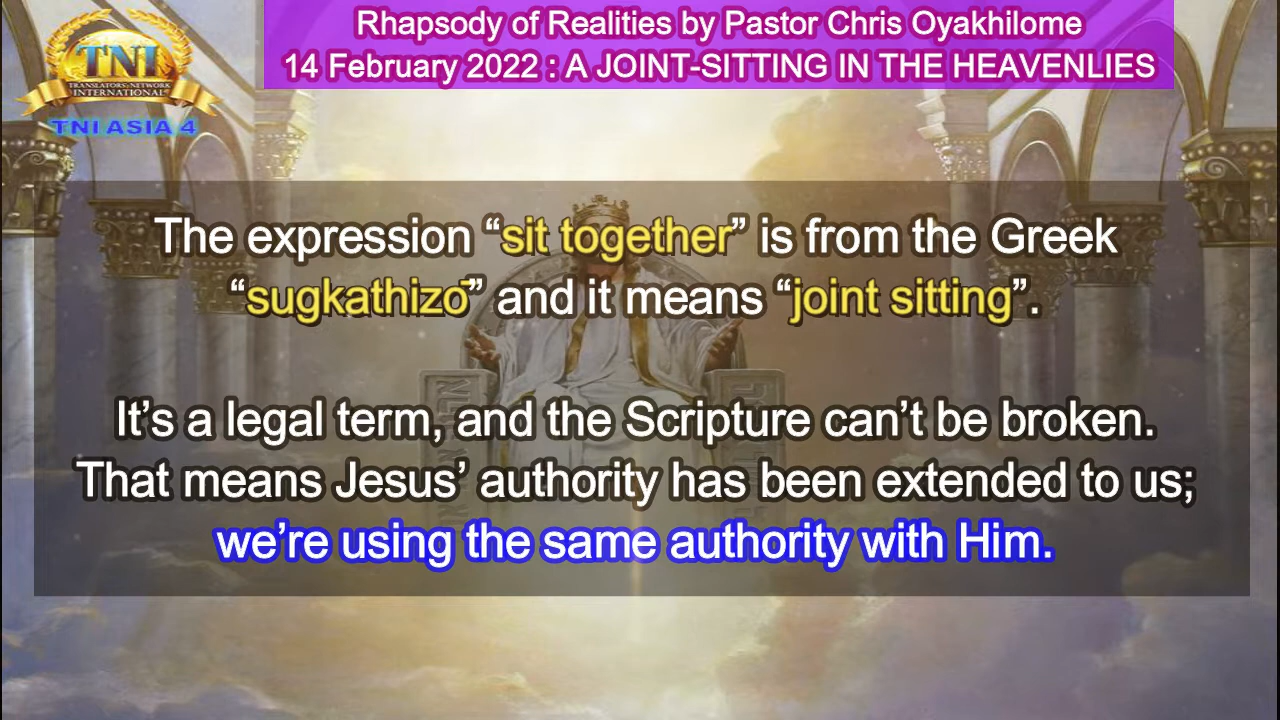 Rhapsody of Realities by Pastor Chris Oyakhilome
14 February 2022 : A JOINT-SITTING IN THE HEAVENLIES
TNI
TRANSLATORS NETWORK
INTERNATIONAL
TNI ASIA 4
The expression “sit together” is from the Greek
“sugkathizo” and it means “joint sitting”.
It’s a legal term, and the Scripture can’t be broken.
That means Jesus’ authority has been extended to us;
we’re using the same authority with Him.